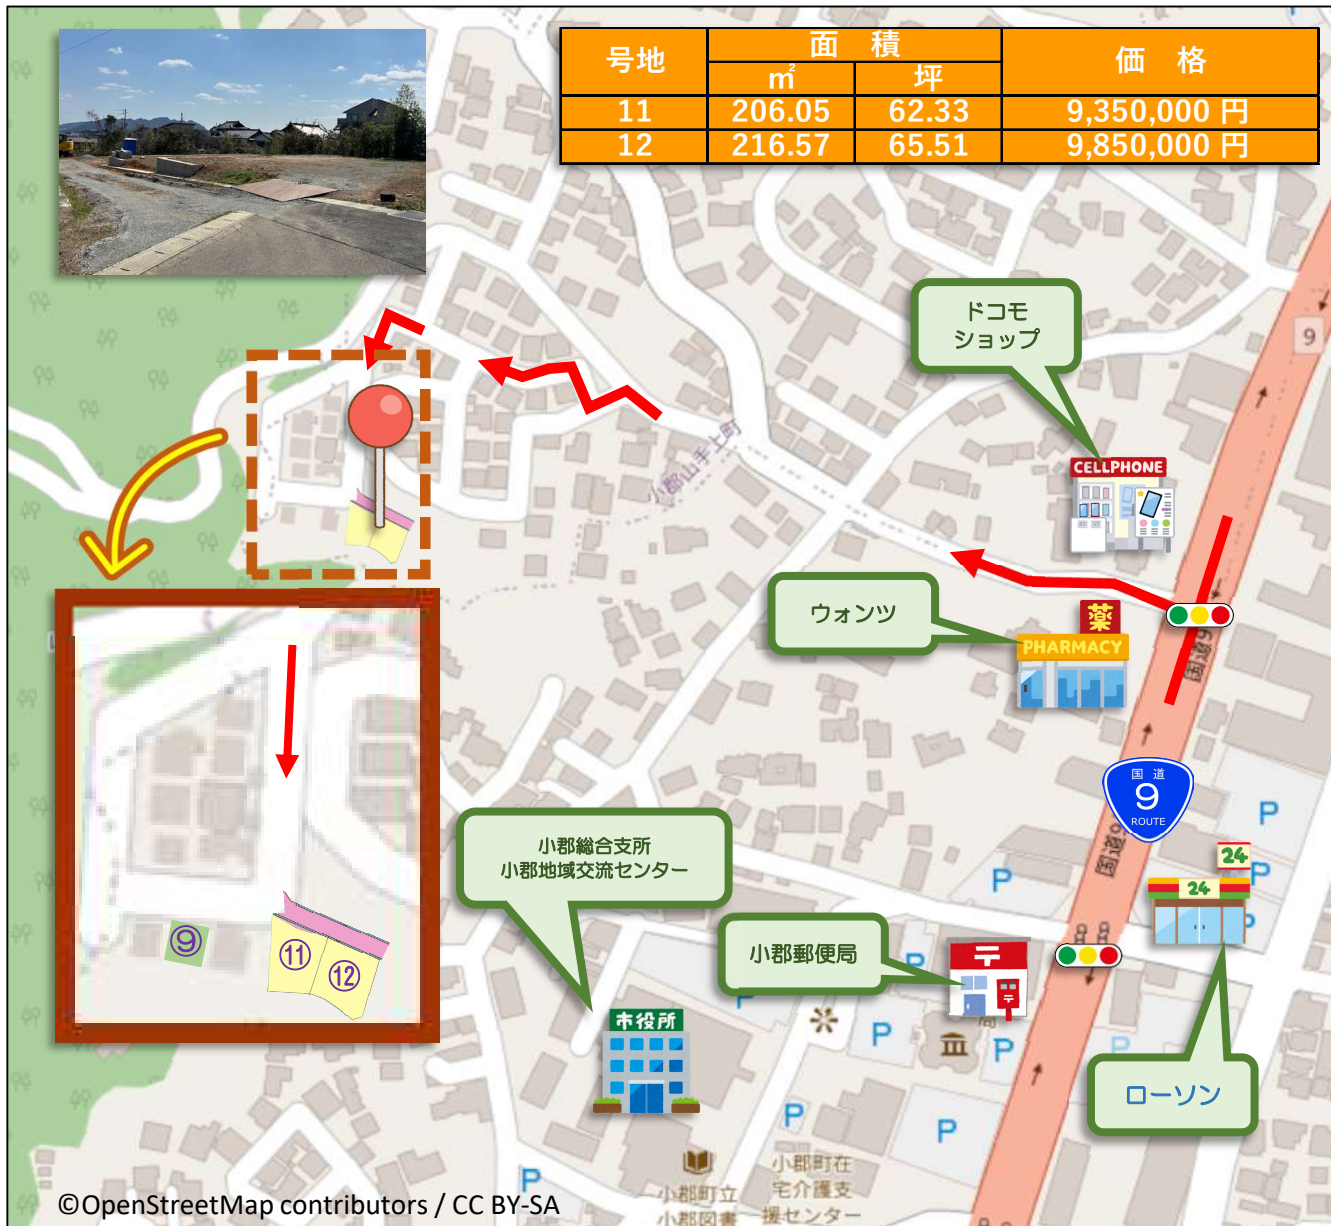 号地 面 積 価 格
㎡ 坪
11 206.05 62.33 9,350,000 円
12 216.57 65.51 9,850,000 円
ドコモ
ショップ
9
CELLPHONE
小郡山手上町
ウォンツ
薬
PHARMACY
国道9
国道
9
ROUTE
国道9
P
小郡総合支所
小郡地域交流センター
24
24
P
P
P
⑨
⑪
⑫
小郡郵便局
〒
〒
P
市役所
P
P
P
ローソン
P
P
P
小郡町立
小郡図書
小郡町在
宅介護支
援センター
©OpenStreetMap contributors / CC BY-SA